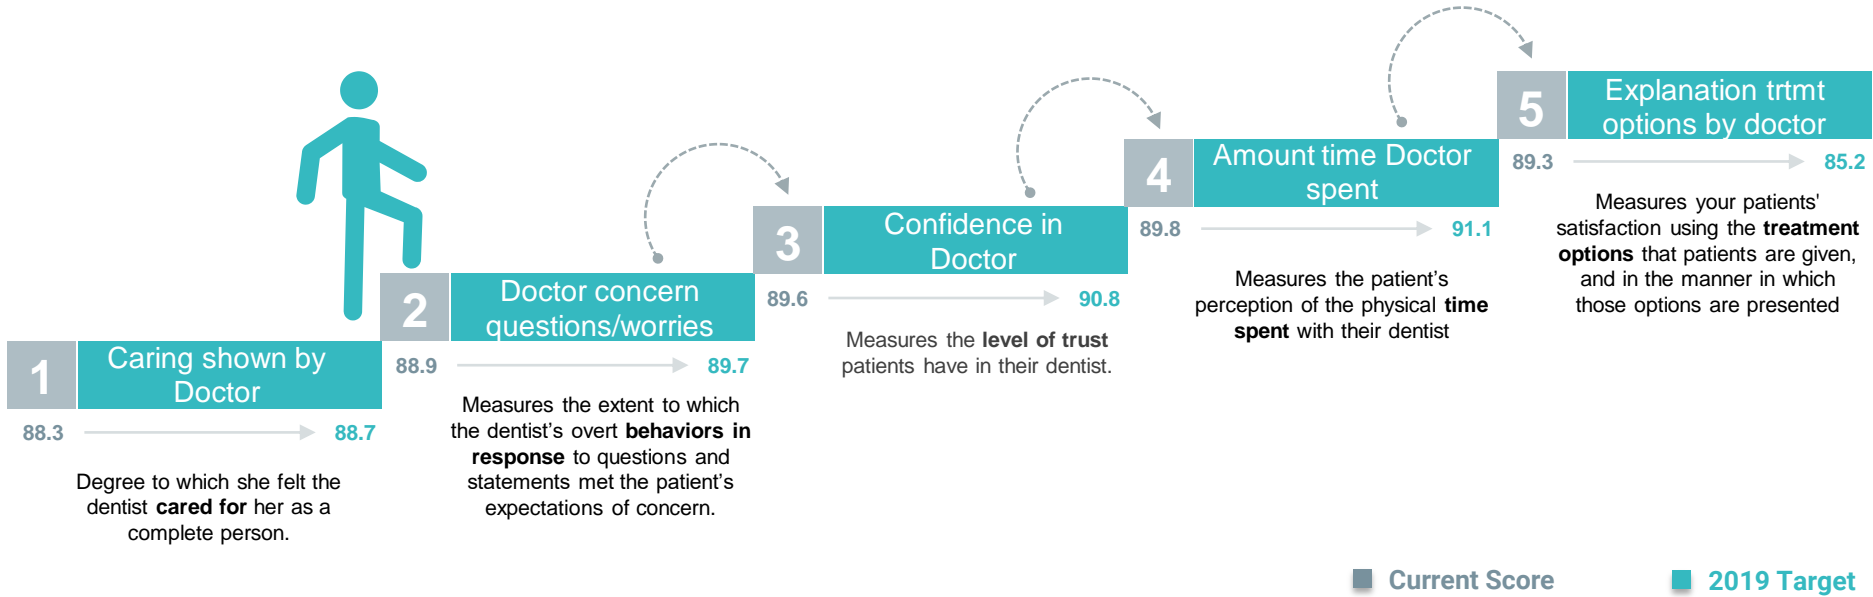 1
Caring shown by
Doctor
88.3
88.7
Degree to which she felt the
dentist cared for her as a
complete person.
2
Doctor concern
questions/worries
88.9
89.7
Measures the extent to which
the dentist's overt behaviors in
response to questions and
statements met the patient's
expectations of concern.
3
Confidence in
Doctor
89.6
90.8
Measures the level of trust
patients have in their dentist.
4
Amount time Doctor
spent
89.8
91.1
Measures the patient's
perception of the physical time
spent with their dentist
5
Explanation trtmt
options by doctor
89.3
85.2
Measures your patients'
satisfaction using the treatment
options that patients are given,
and in the manner in which
those options are presented
Current Score
2019 Target